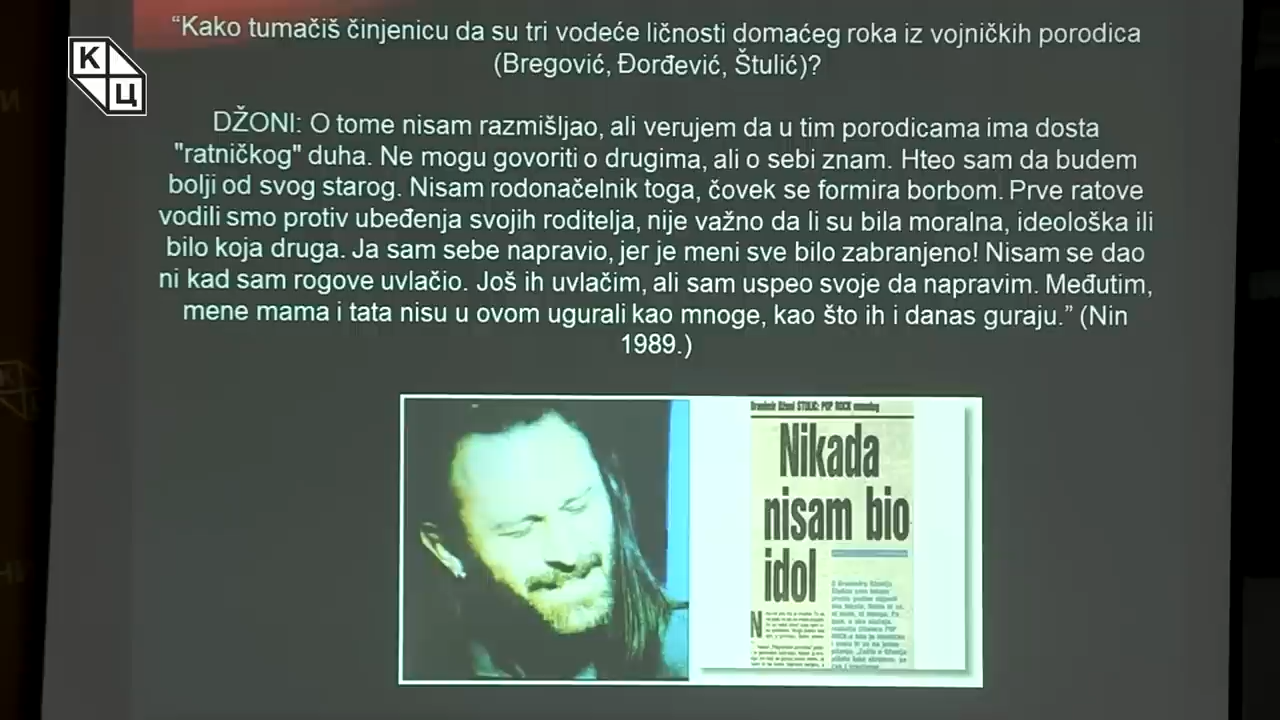 К
Ц
“Kako tumačiš činjenicu da su tri vodeće ličnosti domaćeg roka iz vojničkih porodica
(Bregović, Đorđević, Štulić)?
DŽONI: O tome nisam razmišljao, ali verujem da u tim porodicama ima dosta
"ratničkog" duha. Ne mogu govoriti o drugima, ali o sebi znam. Hteo sam da budem
bolji od svog starog. Nisam rodonačelnik toga, čovek se formira borbom. Prve ratove
vodili smo protiv ubeđenja svojih roditelja, nije važno da li su bila moralna, ideološka ili
bilo koja druga. Ja sam sebe napravio, jer je meni sve bilo zabranjeno! Nisam se dao
ni kad sam rogove uvlačio. Još ih uvlačim, ali sam uspeo svoje da napravim. Međutim,
mene mama i tata nisu u ovom ugurali kao mnoge, kao što ih i danas guraju.” (Nin
1989.)
Nikada
nisam bio
idol